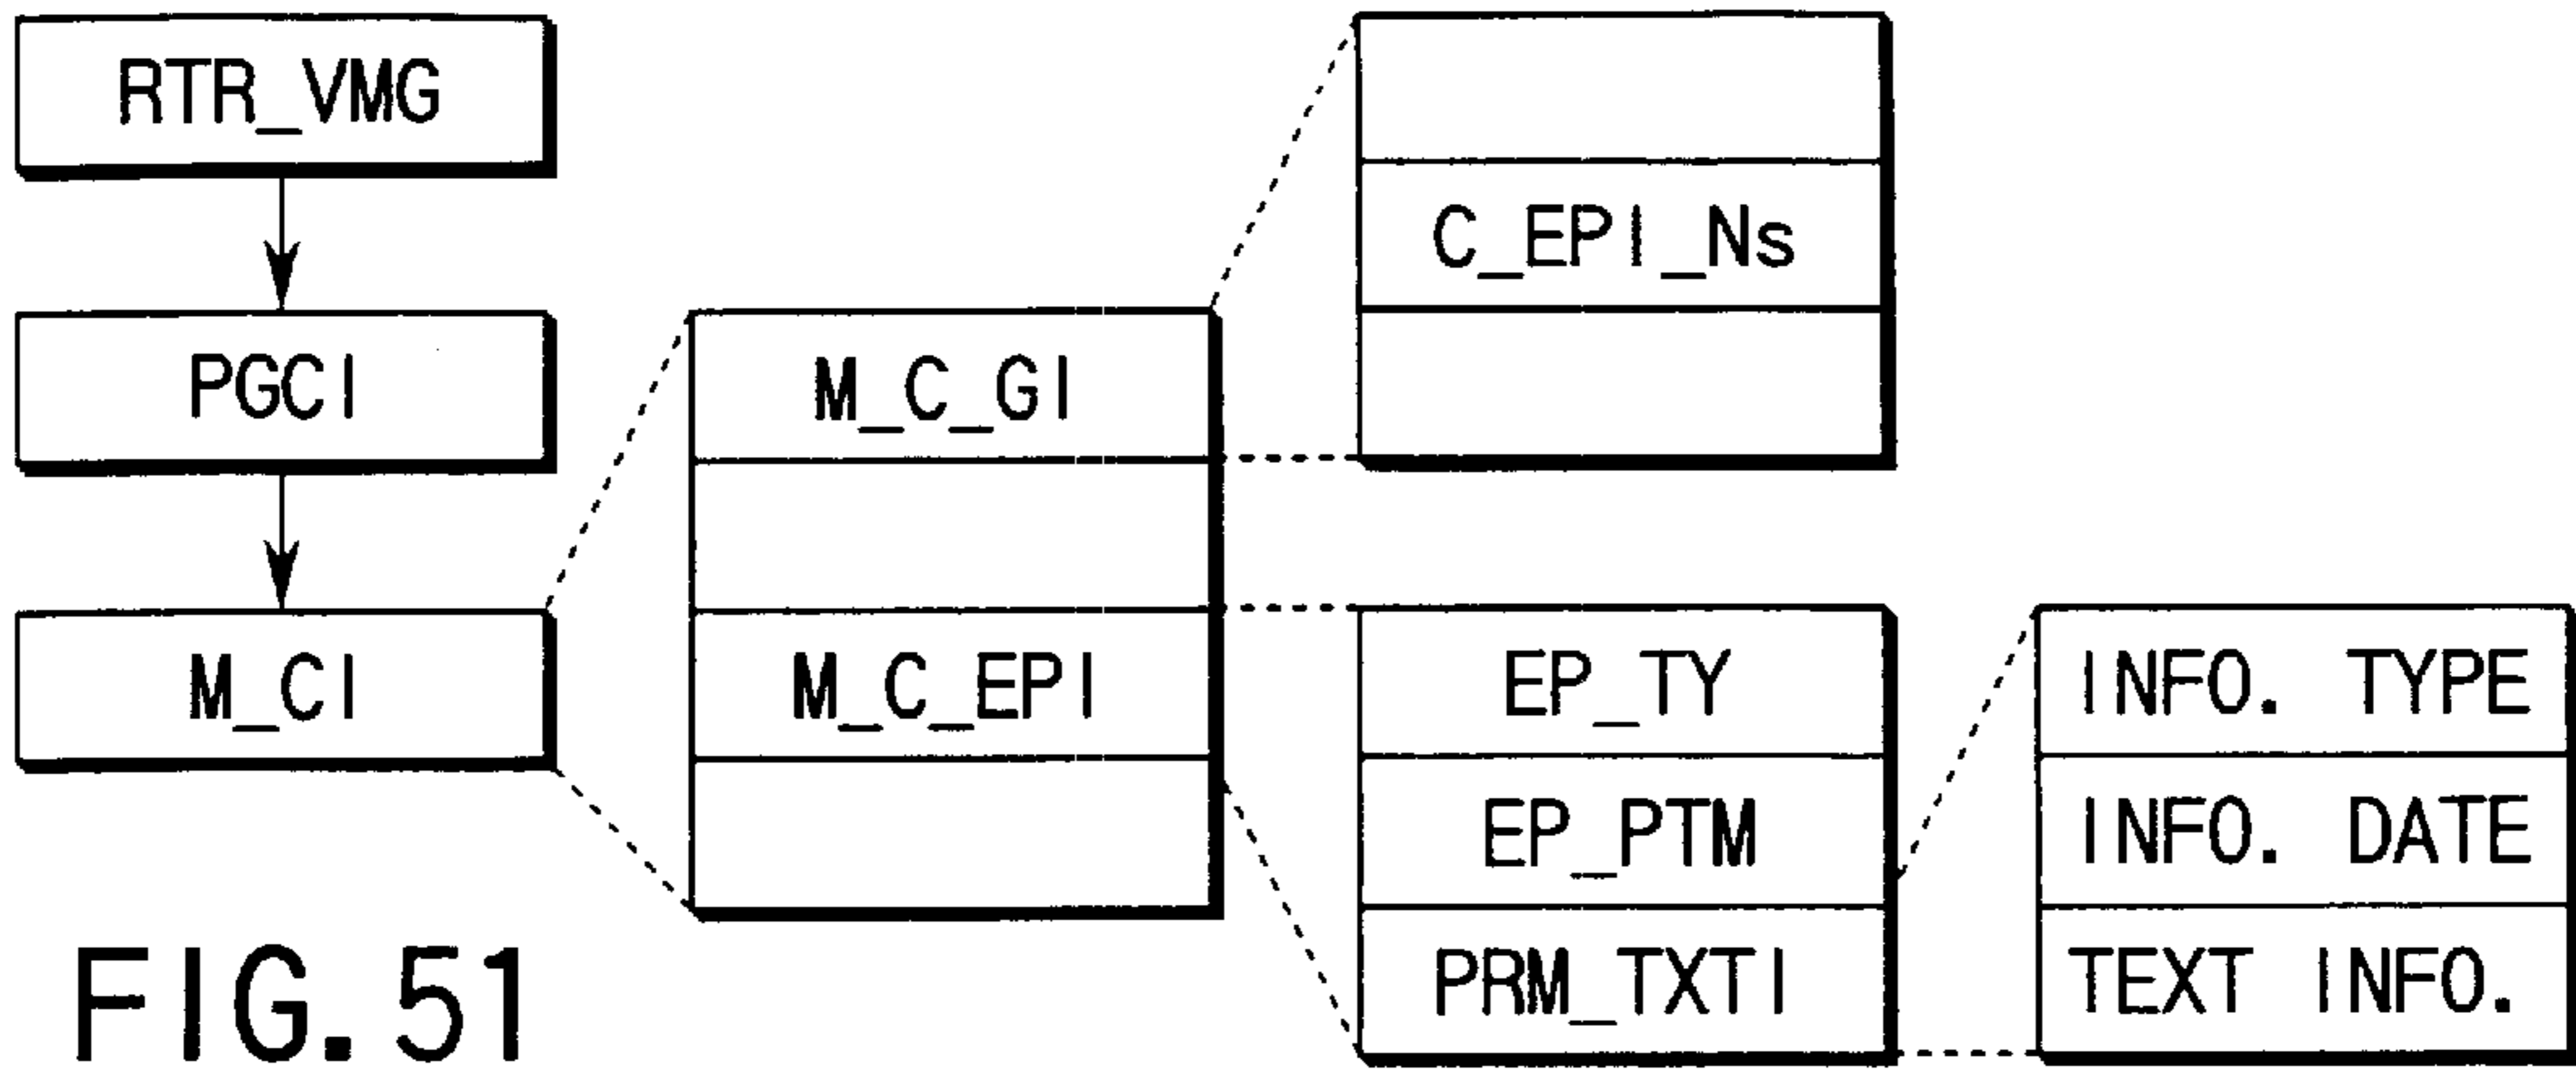 RTR_VMG
PGCI
M_CI
M_C_GI
M_C_EPI
C_EPI_Ns
EP_TY
EP_PTM
PRM_TXTI
INFO. TYPE
INFO. DATE
TEXT INFO.
FIG. 51